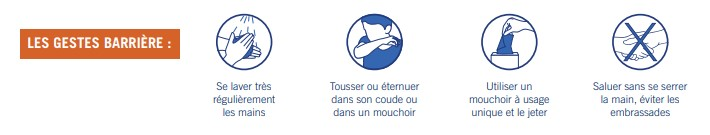 LES GESTES BARRIÈRE :
Se laver très
régulièrement
les mains
Tousser ou éternuer
dans son coude ou
dans un mouchoir
Utiliser un
mouchoir à usage
unique et le jeter
Saluer sans se serrer
la main, éviter les
embrassades